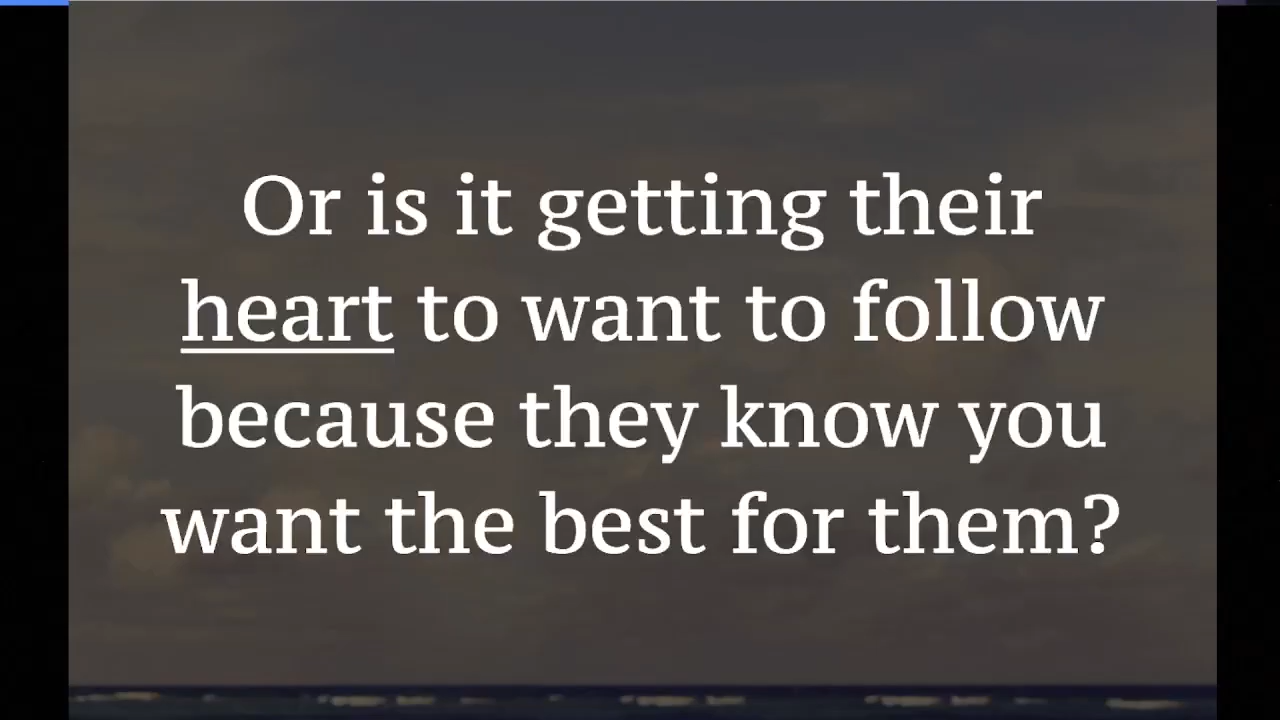 Or is it getting their
heart to want to follow
because they know you
want the best for them?